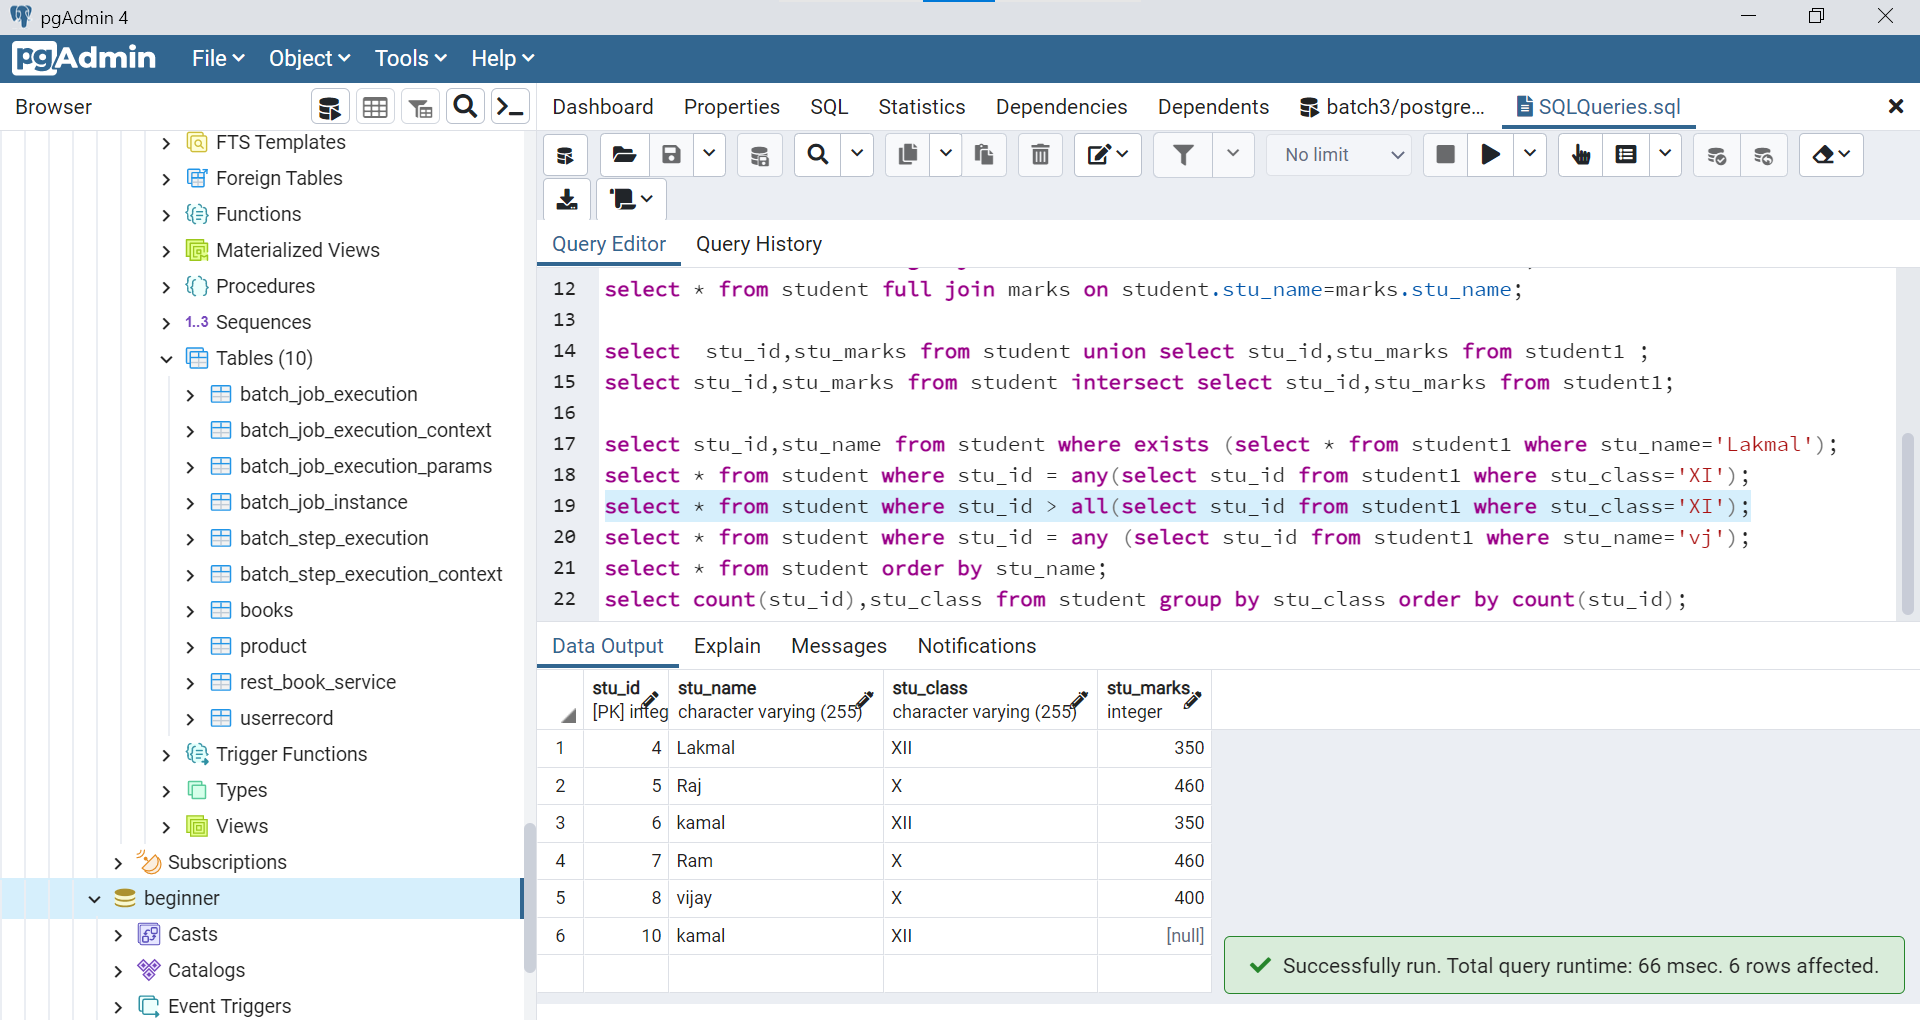 pgAdmin 4
pgAdmin File Object Tools Help
Browser
FTS Templates
Foreign Tables
Functions
Materialized Views
Procedures
1..3 Sequences
Tables (10)
batch_job_execution
batch_job_execution_context
batch_job_execution_params
batch_job_instance
batch_step_execution
batch_step_execution_context
books
product
rest_book_service
userrecord
Trigger Functions
Types
Views
Subscriptions
beginner
Casts
Catalogs
Event Triggers
Dashboard Properties SQL Statistics Dependencies Dependents batch3/postgre... SQLQueries.sql
No limit
Query Editor Query History
12 select * from student full join marks on student.stu_name=marks.stu_name;
13
14 select  stu_id,stu_marks from student union select stu_id,stu_marks from student1 ;
15 select stu_id,stu_marks from student intersect select stu_id,stu_marks from student1;
16
17 select stu_id,stu_name from student where exists (select * from student1 where stu_name='Lakmal');
18 select * from student where stu_id = any(select stu_id from student1 where stu_class='XI');
19 select * from student where stu_id > all(select stu_id from student1 where stu_class='XI');
20 select * from student where stu_id = any (select stu_id from student1 where stu_name='vj');
21 select * from student order by stu_name;
22 select count(stu_id),stu_class from student group by stu_class order by count(stu_id);
Data Output Explain Messages Notifications
stu_id stu_name stu_class stu_marks
[PK] integ character varying (255) character varying (255) integer
1 4 Lakmal XII 350
2 5 Raj X 460
3 6 kamal XII 350
4 7 Ram X 460
5 8 vijay X 400
6 10 kamal XII [null]
Successfully run. Total query runtime: 66 msec. 6 rows affected.